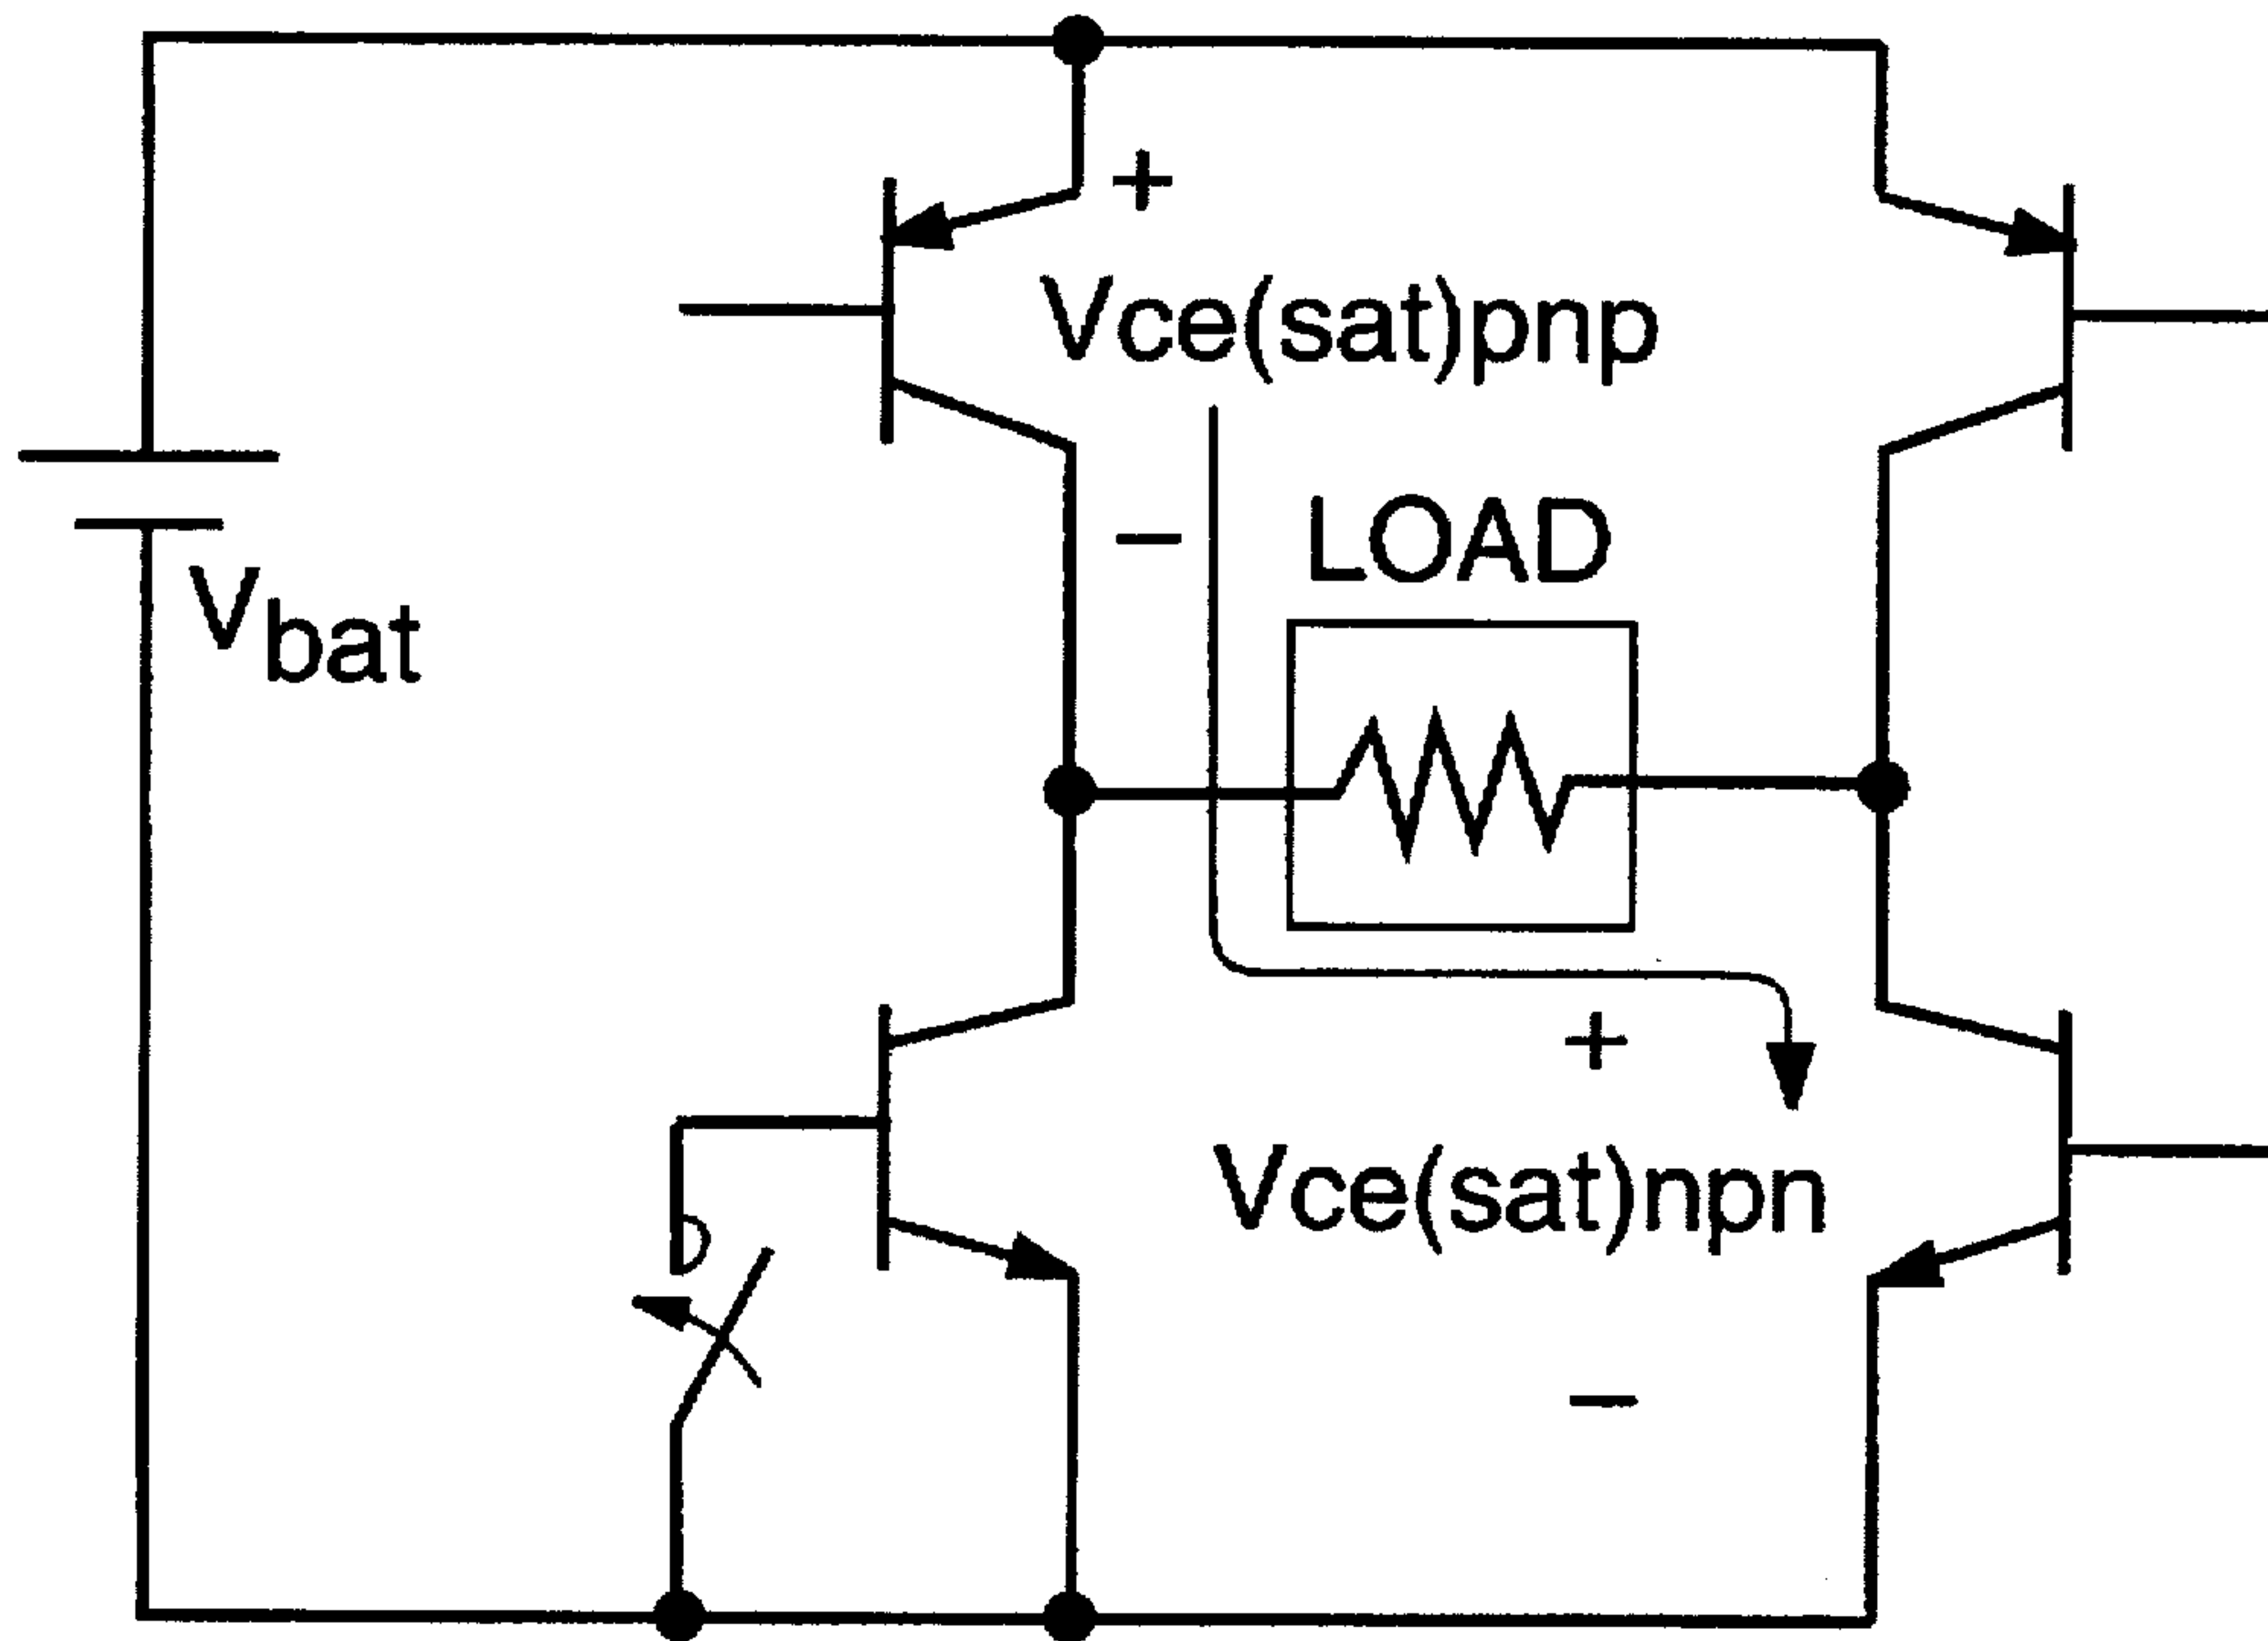 +
Vce(sat)pnp
−
LOAD
Vbat
+
Vce(sat)npn
−